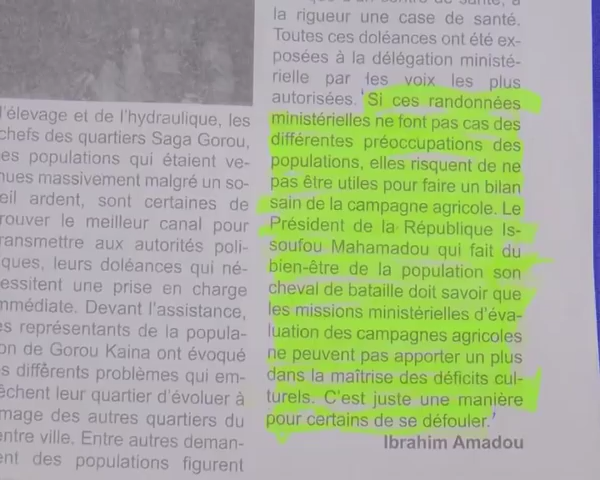 l'élevage et de l'hydraulique, les
chefs des quartiers Saga Gorou,
es populations qui étaient ve-
nues massivement malgré un so-
eil ardent, sont certaines de
rouver le meilleur canal pour
ransmettre aux autorités poli-
ques, leurs doléances qui né-
essitent une prise en charge
mmédiate. Devant l'assistance,
es représentants de la popula-
on de Gorou Kaina ont évoqué
es différents problèmes qui em-
êchent leur quartier d'évoluer à
mage des autres quartiers du
entre ville. Entre autres deman-
ent des populations figurent
la rigueur une case de santé.
Toutes ces doléances ont été ex-
posées à la délégation ministé-
rielle par les voix les plus
autorisées. Si ces randonnées
ministérielles ne font pas cas des
différentes préoccupations des
populations, elles risquent de ne
pas être utiles pour faire un bilan
sain de la campagne agricole. Le
Président de la République Is-
soufou Mahamadou qui fait du
bien-être de la population son
cheval de bataille doit savoir que
les missions ministérielles d'éva-
luation des campagnes agricoles
ne peuvent pas apporter un plus
dans la maîtrise des déficits cul-
turels. C'est juste une manière
pour certains de se défouler.
Ibrahim Amadou